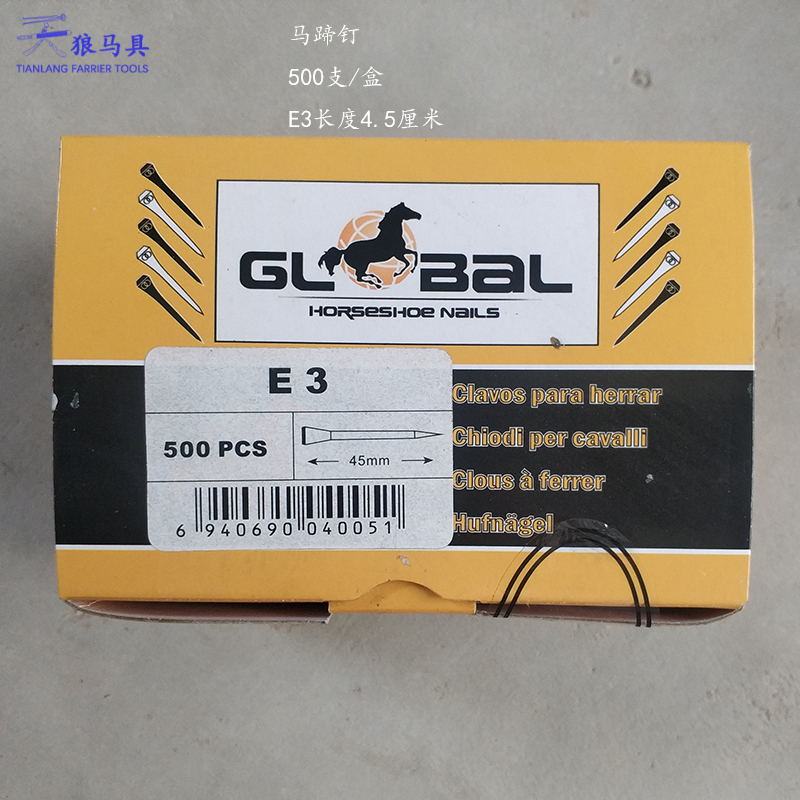 天狼马具
TIANLANG FARRIER TOOLS
马蹄钉
500支/盒
E3长度4.5厘米
GLOBAL
HORSESHOE NAILS
E 3
500 PCS
45mm
6 940690 040051
Clavos para herrar
Chiodi per cavalli
Clous à ferrer
Hufnägel